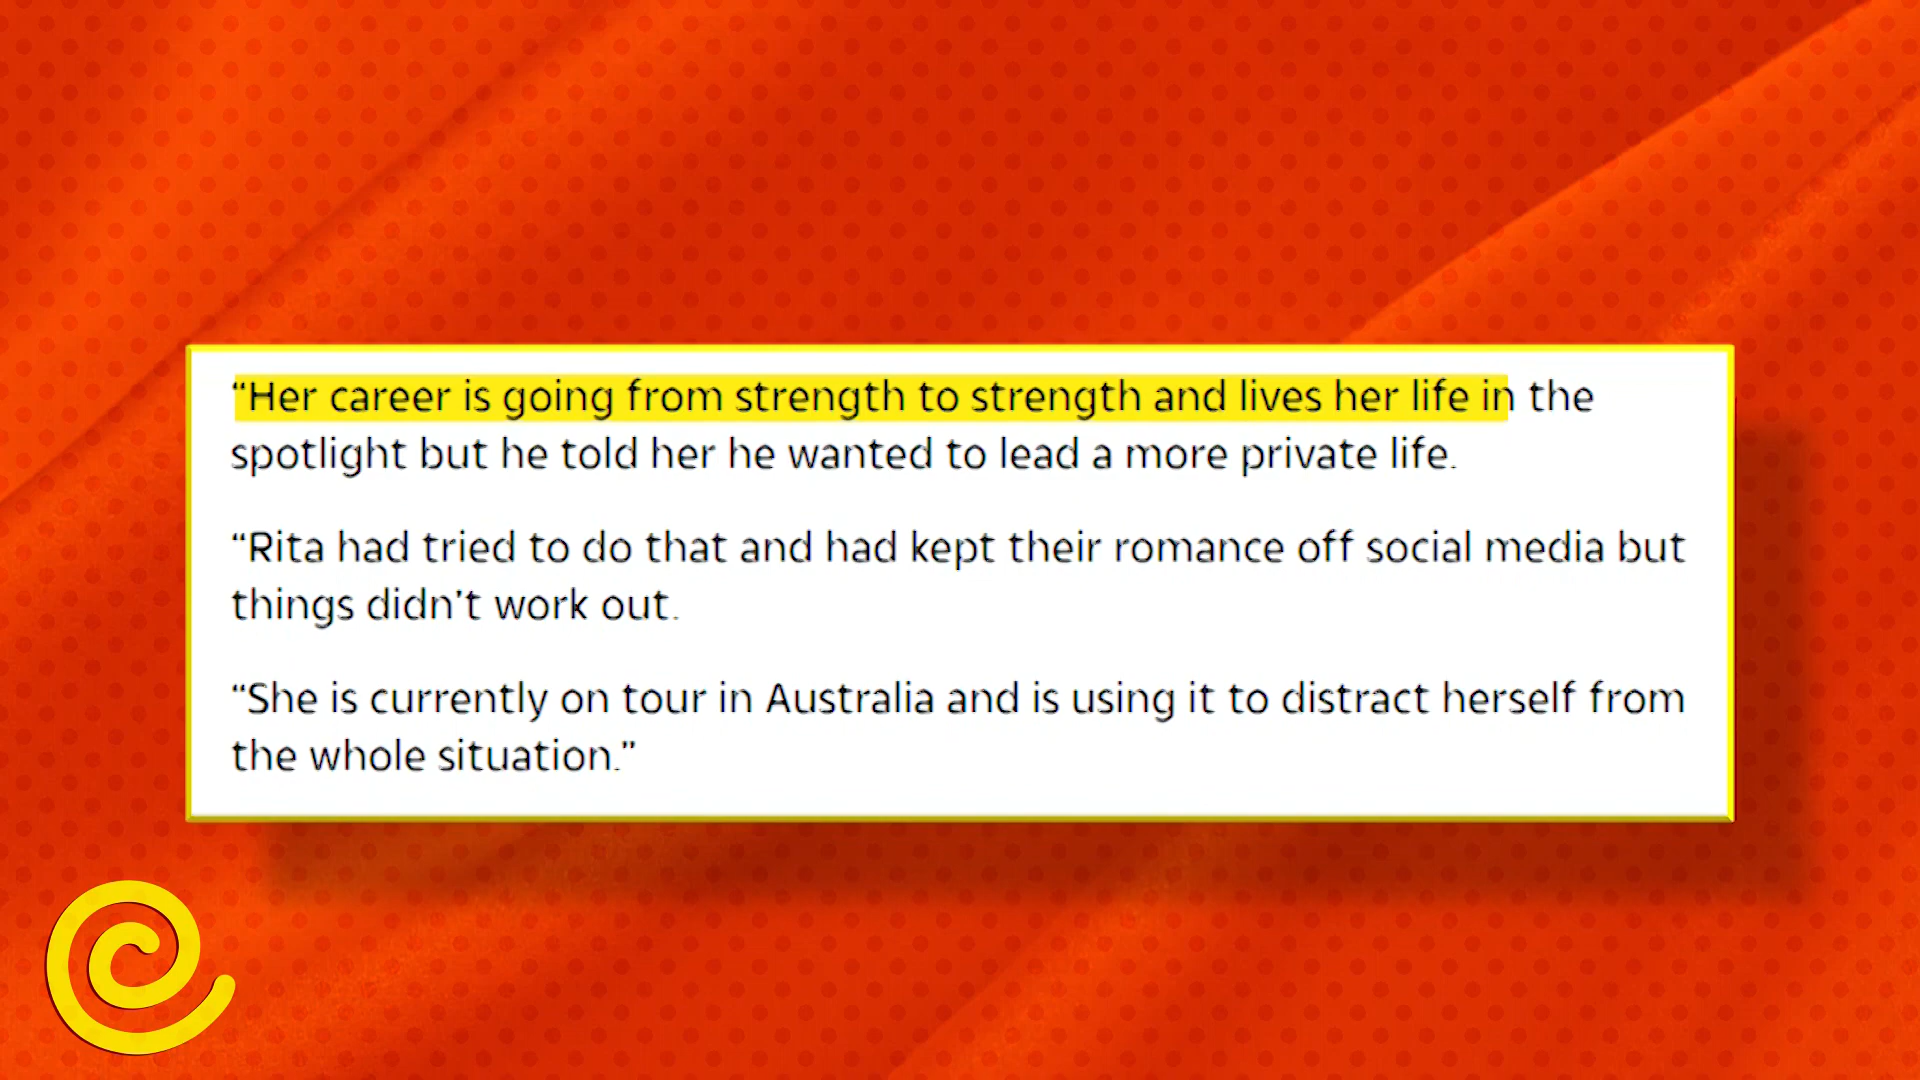 “Her career is going from strength to strength and lives her life in the
spotlight but he told her he wanted to lead a more private life.
“Rita had tried to do that and had kept their romance off social media but
things didn’t work out.
“She is currently on tour in Australia and is using it to distract herself from
the whole situation.”